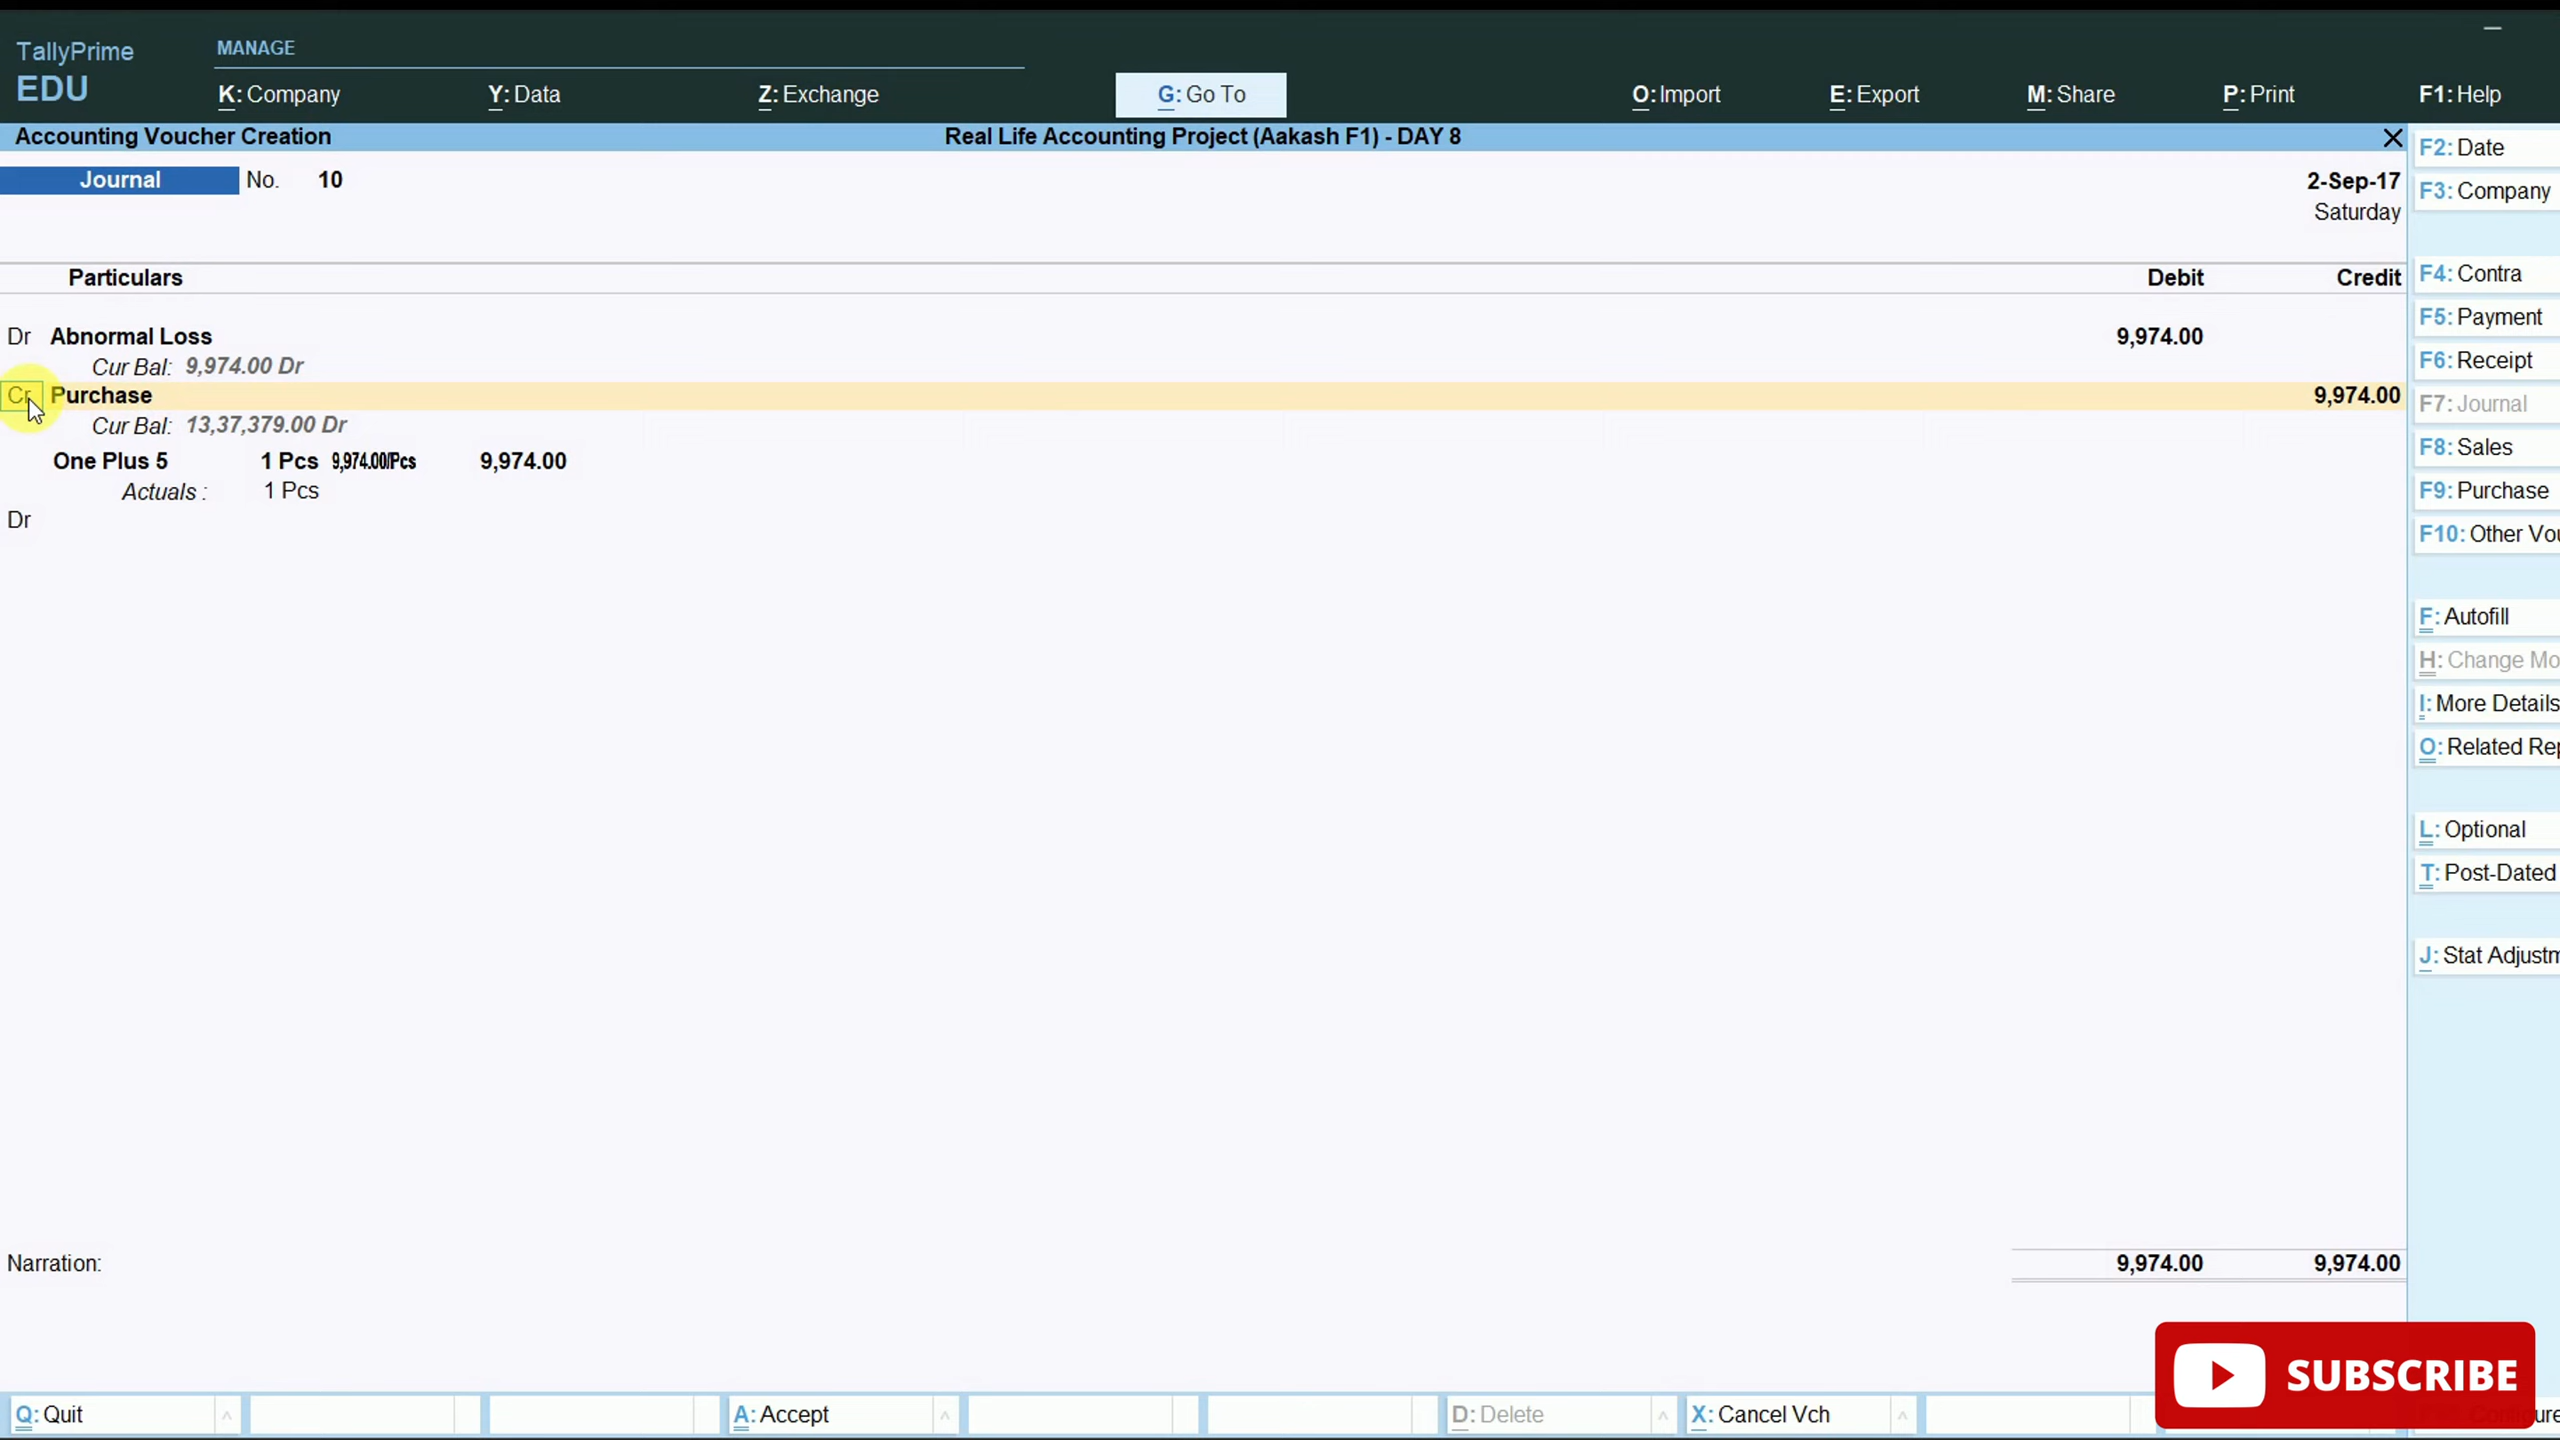 TallyPrime
EDU
MANAGE
K: Company
Y: Data
Z: Exchange
G: Go To
O: Import
E: Export
M: Share
P: Print
F1: Help
Accounting Voucher Creation
Real Life Accounting Project (Aakash F1) - DAY 8
Journal No. 10
2-Sep-17
Saturday
Particulars Debit Credit
Dr Abnormal Loss 9,974.00
Cur Bal: 9,974.00 Dr
Cr Purchase 9,974.00
Cur Bal: 13,37,379.00 Dr
One Plus 5 1 Pcs 9,974.00/Pcs 9,974.00
Actuals : 1 Pcs
Dr
Narration: 9,974.00 9,974.00
F2: Date
F3: Company
F4: Contra
F5: Payment
F6: Receipt
F7: Journal
F8: Sales
F9: Purchase
F10: Other Vou
F: Autofill
H: Change Mo
I: More Details
O: Related Rep
L: Optional
T: Post-Dated
J: Stat Adjustm
SUBSCRIBE
Q: Quit
A: Accept
D: Delete
X: Cancel Vch